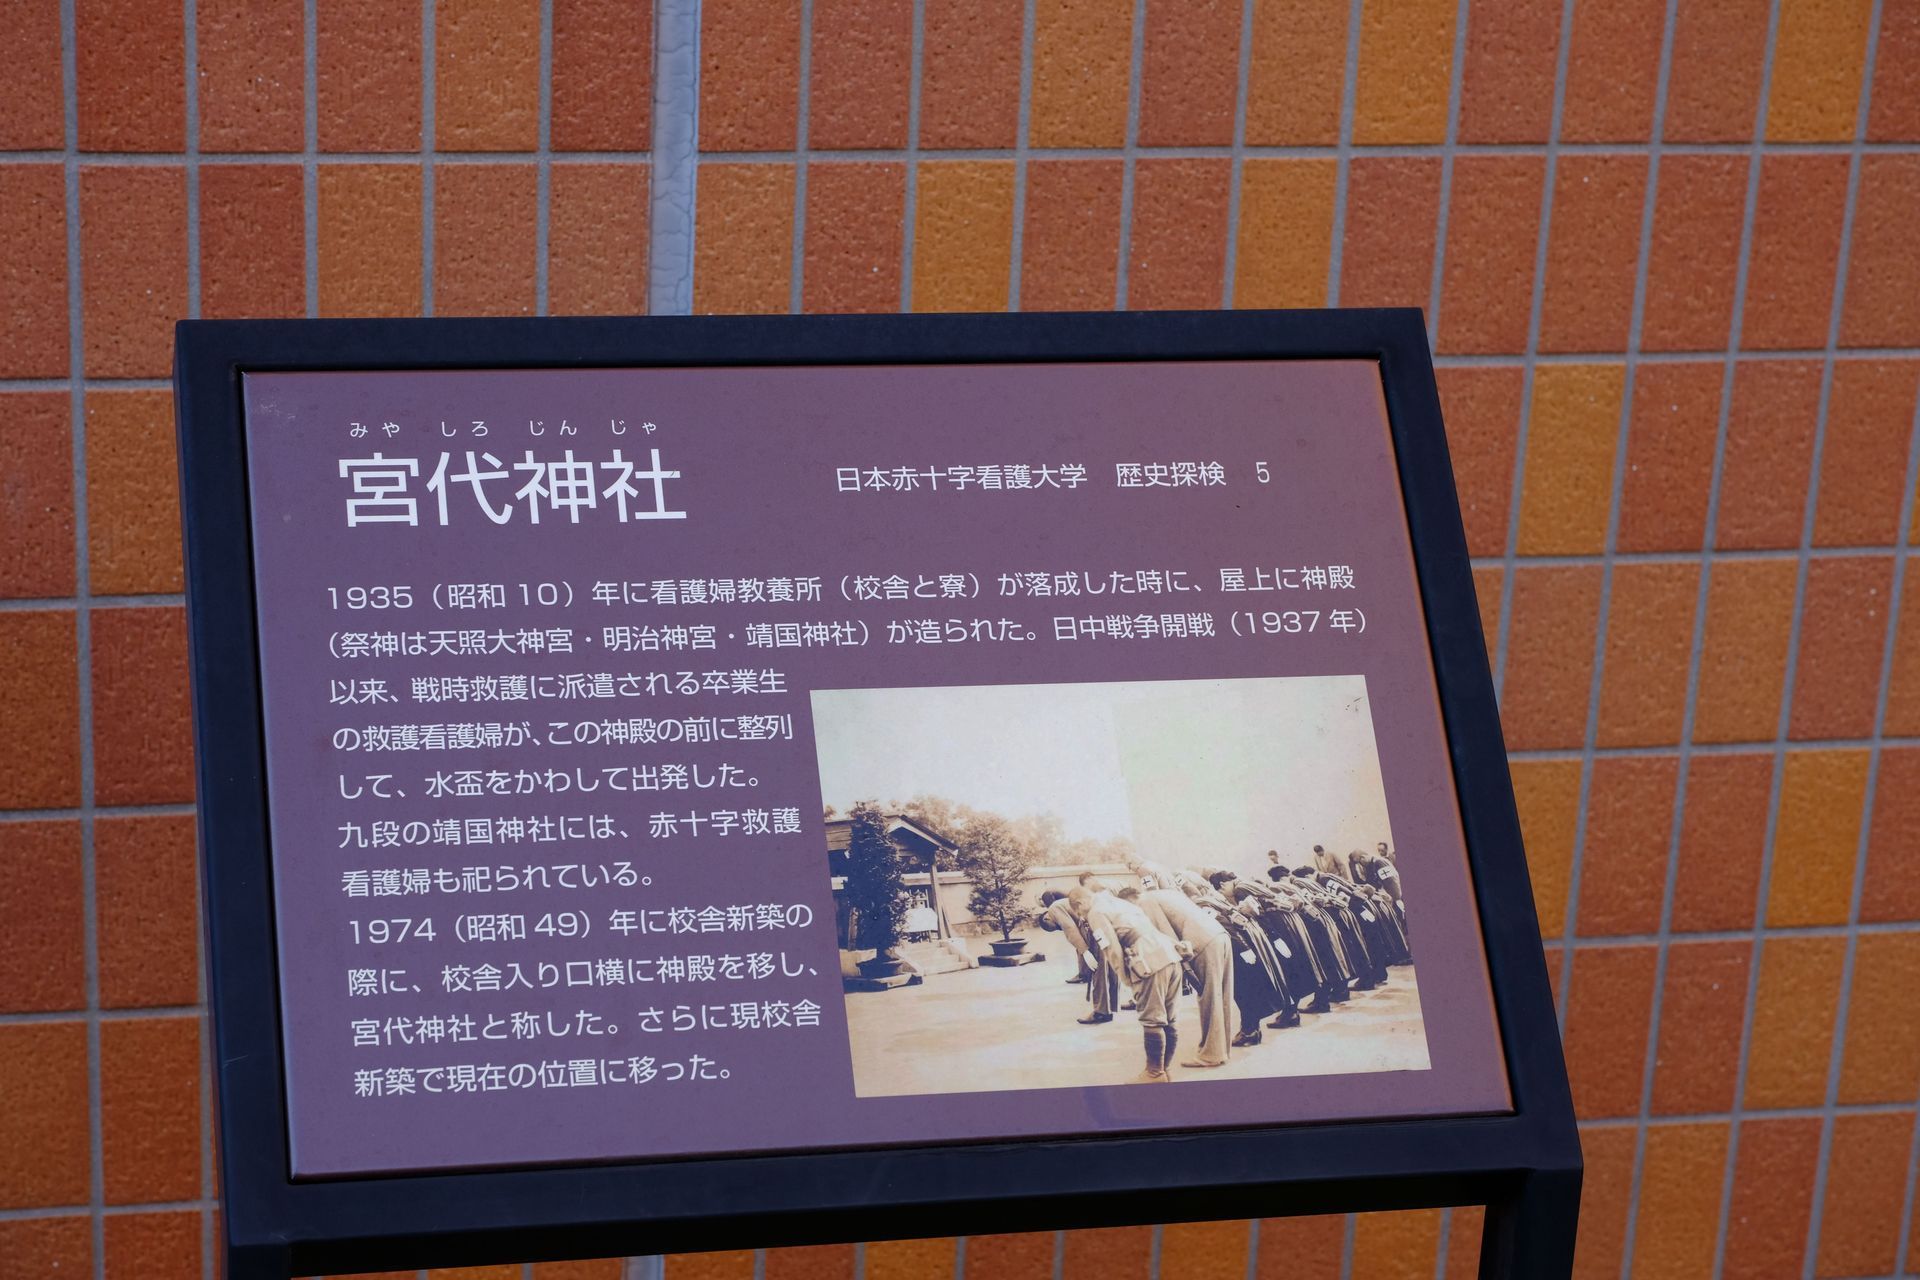 みや しろ じん じゃ
宮代神社
日本赤十字看護大学 歴史探検 5
1935（昭和 10）年に看護婦教養所（校舎と寮）が落成した時に、屋上に神殿
（祭神は天照大神宮・明治神宮・靖国神社）が造られた。日中戦争開戦（1937 年）
以来、戦時救護に派遣される卒業生
の救護看護婦が、この神殿の前に整列
して、水盃をかわして出発した。
九段の靖国神社には、赤十字救護
看護婦も祀られている。
1974（昭和 49）年に校舎新築の
際に、校舎入り口横に神殿を移し、
宮代神社と称した。さらに現校舎
新築で現在の位置に移った。